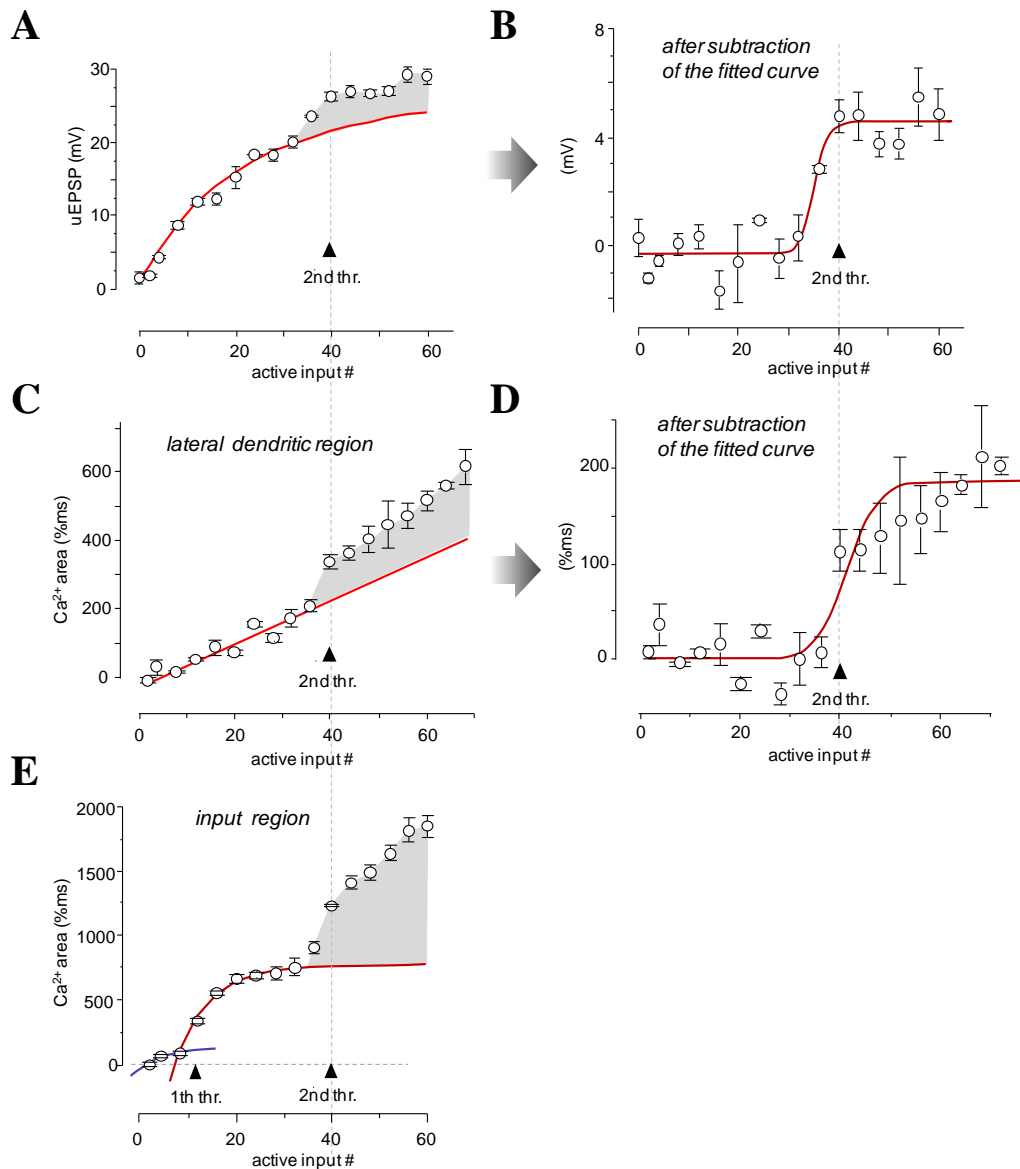 A
30
20
10
0
uEPSP (mV)
2nd thr.
0 20 40 60
active input #
B
after subtraction
of the fitted curve
8
4
0
(mV)
2nd thr.
0 20 40 60
active input #
C
lateral dendritic region
600
400
200
0
Ca²⁺ area (%ms)
2nd thr.
0 20 40 60
active input #
D
after subtraction
of the fitted curve
200
100
0
(%ms)
2nd thr.
0 20 40 60
active input #
E
input region
2000
1500
1000
500
0
Ca²⁺ area (%ms)
1th thr. 2nd thr.
0 20 40 60
active input #